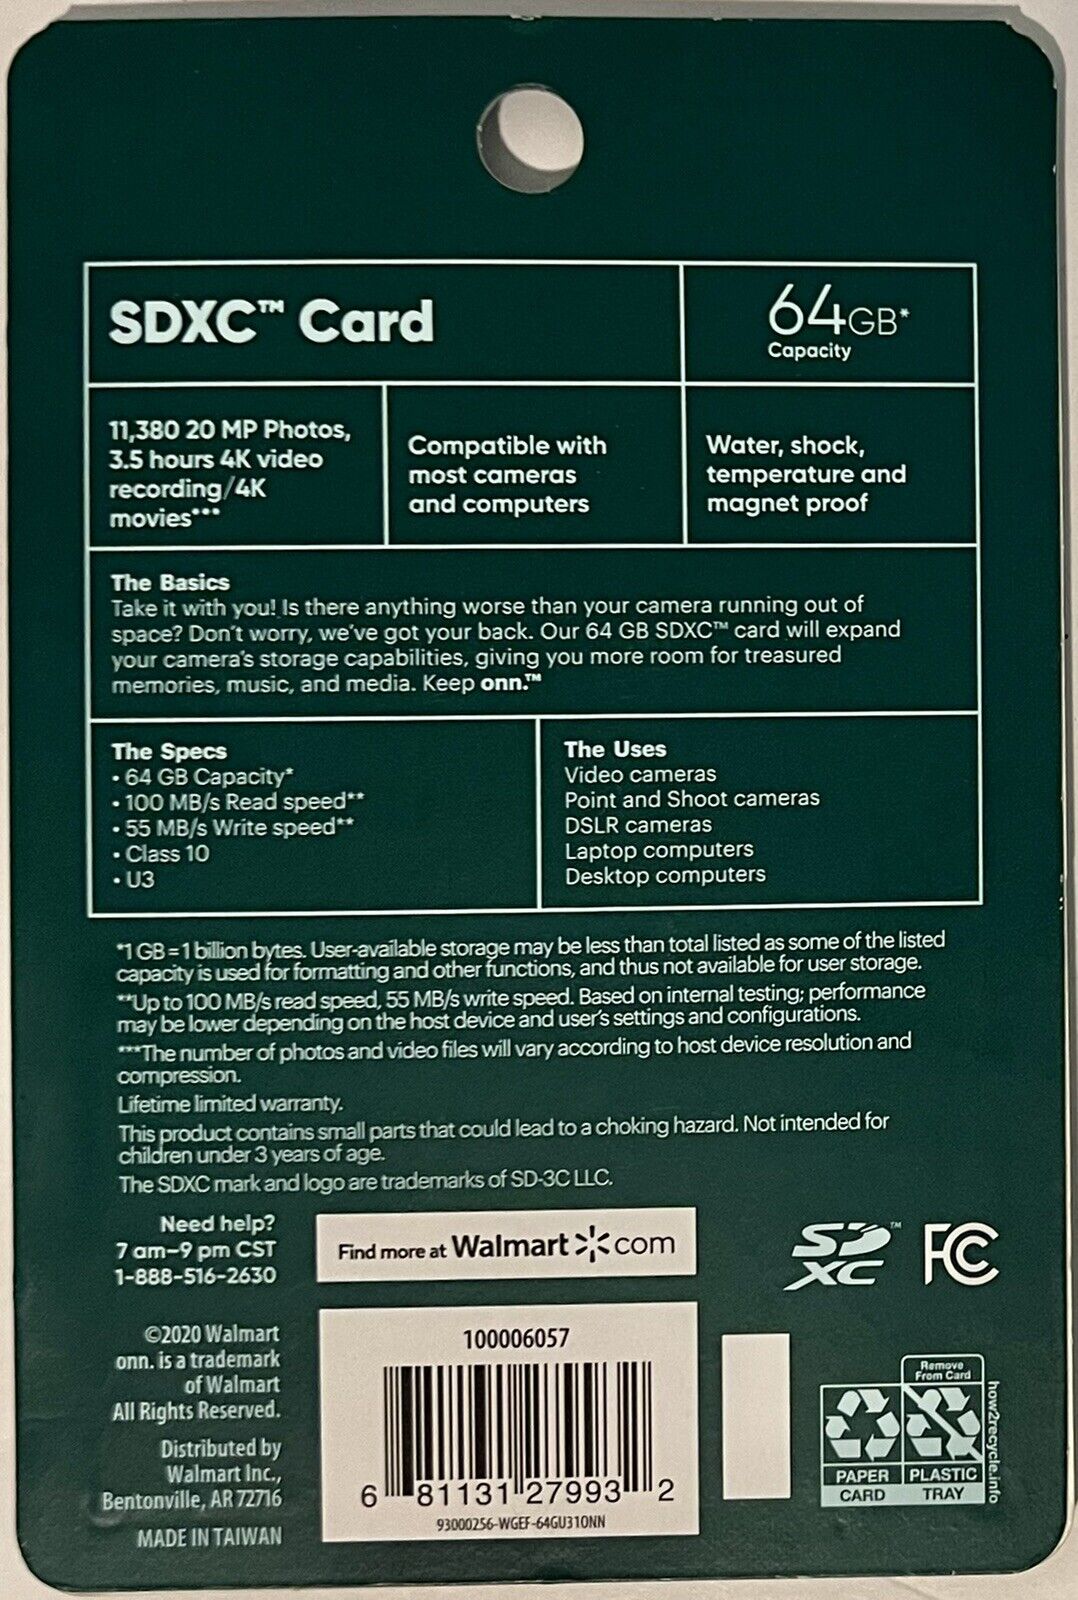 SDXC™ Card
64GB*
Capacity
11,380 20 MP Photos,
3.5 hours 4K video
recording/4K
movies***
Compatible with
most cameras
and computers
Water, shock,
temperature and
magnet proof
The Basics
Take it with you! Is there anything worse than your camera running out of
space? Don't worry, we've got your back. Our 64 GB SDXC™ card will expand
your camera's storage capabilities, giving you more room for treasured
memories, music, and media. Keep onn.™
The Specs
• 64 GB Capacity*
• 100 MB/s Read speed**
• 55 MB/s Write speed**
• Class 10
• U3
The Uses
Video cameras
Point and Shoot cameras
DSLR cameras
Laptop computers
Desktop computers
*1 GB = 1 billion bytes. User-available storage may be less than total listed as some of the listed
capacity is used for formatting and other functions, and thus not available for user storage.
**Up to 100 MB/s read speed, 55 MB/s write speed. Based on internal testing; performance
may be lower depending on the host device and user's settings and configurations.
***The number of photos and video files will vary according to host device resolution and
compression.
Lifetime limited warranty.
This product contains small parts that could lead to a choking hazard. Not intended for
children under 3 years of age.
The SDXC mark and logo are trademarks of SD-3C LLC.
Need help?
7 am–9 pm CST
1-888-516-2630
Find more at Walmart com
SD™
XC
FC
©2020 Walmart
onn. is a trademark
of Walmart
All Rights Reserved.
Distributed by
Walmart Inc.,
Bentonville, AR 72716
MADE IN TAIWAN
100006057
6 81131 27993 2
93000256-WGEF-64GU31ONN
Remove
From Card
PAPER
CARD
PLASTIC
TRAY
how2recycle.info